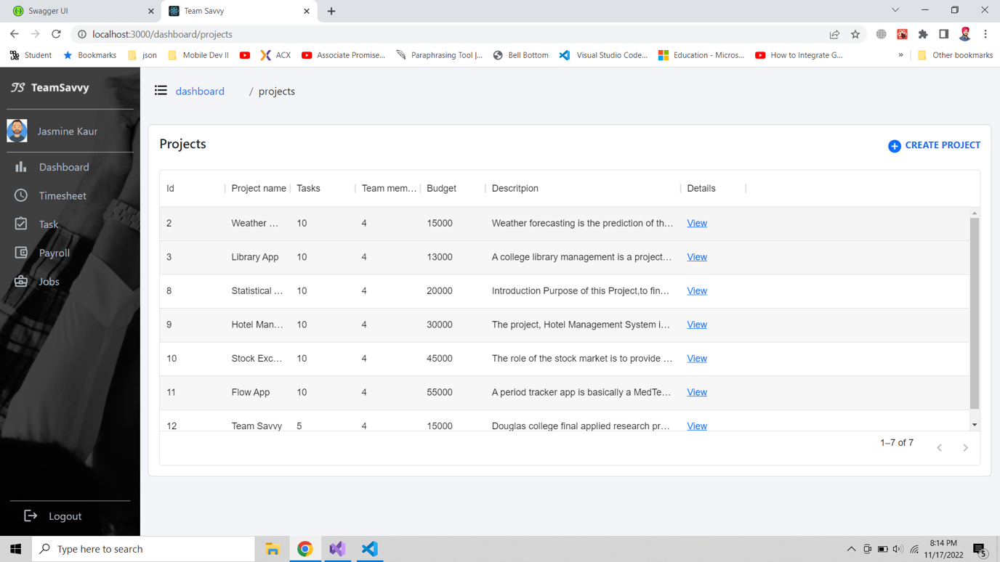 Swagger UI
Team Savvy
localhost:3000/dashboard/projects
Student Bookmarks json Mobile Dev II ACX Associate Promise... Paraphrasing Tool |... Bell Bottom Visual Studio Code... Education - Micros... How to Integrate G... » Other bookmarks
TS TeamSavvy
dashboard / projects
Jasmine Kaur
Dashboard
Timesheet
Task
Payroll
Jobs
Logout
Projects
CREATE PROJECT
Id Project name Tasks Team mem... Budget Descritpion Details
2 Weather ... 10 4 15000 Weather forecasting is the prediction of th... View
3 Library App 10 4 13000 A college library management is a project... View
8 Statistical ... 10 4 20000 Introduction Purpose of this Project,to fin... View
9 Hotel Man... 10 4 30000 The project, Hotel Management System i... View
10 Stock Exc... 10 4 45000 The role of the stock market is to provide ... View
11 Flow App 10 4 55000 A period tracker app is basically a MedTe... View
12 Team Savvy 5 4 15000 Douglas college final applied research pr... View
1–7 of 7
Type here to search
8:14 PM
11/17/2022
5